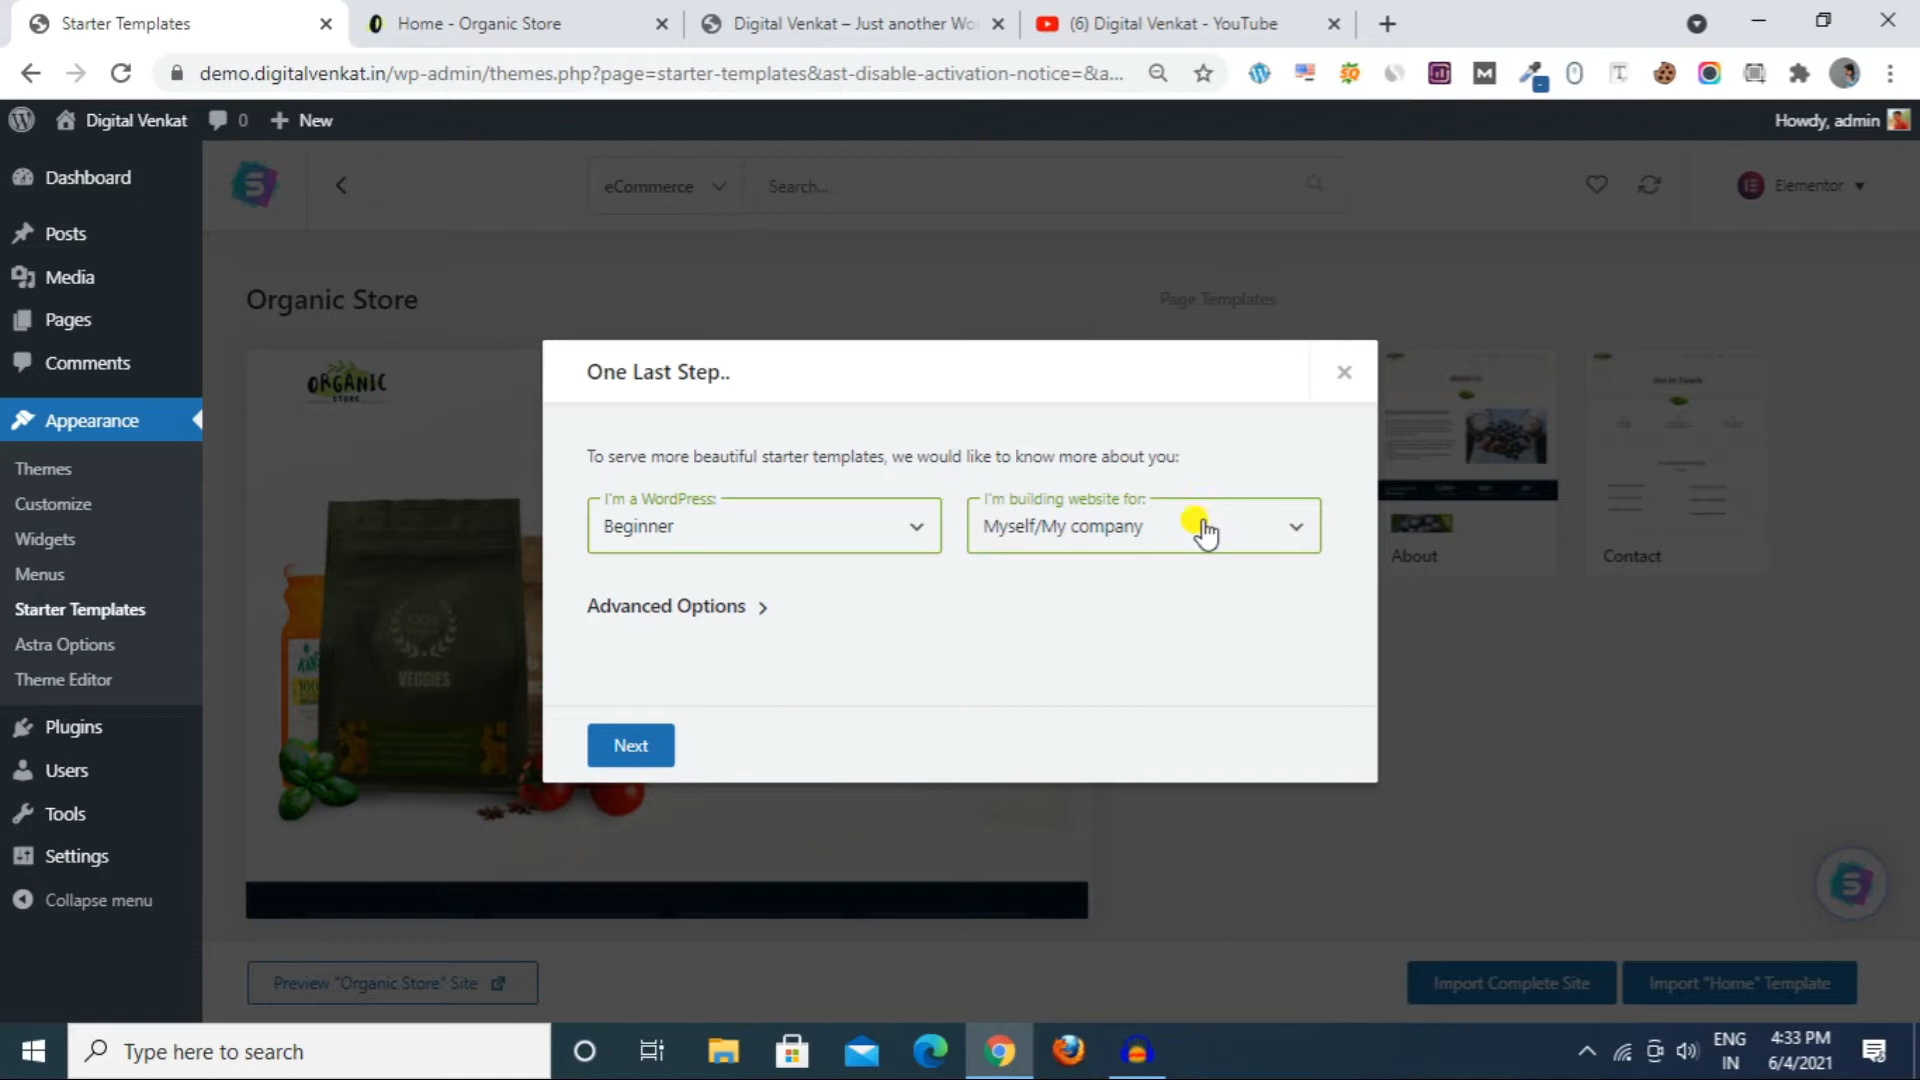 Starter Templates
Home - Organic Store
Digital Venkat – Just another Wo
(6) Digital Venkat - YouTube
demo.digitalvenkat.in/wp-admin/themes.php?page=starter-templates&ast-disable-activation-notice=&a...
Digital Venkat
0
New
Howdy, admin
Dashboard
Posts
Media
Pages
Comments
Appearance
Themes
Customize
Widgets
Menus
Starter Templates
Astra Options
Theme Editor
Plugins
Users
Tools
Settings
Collapse menu
eCommerce
Search...
Elementor
Organic Store
Page Templates
ORGANIC
STORE
VEGGIES
One Last Step..
To serve more beautiful starter templates, we would like to know more about you:
I'm a WordPress:
Beginner
I'm building website for:
Myself/My company
Advanced Options
Next
Get In Touch
About
Contact
Preview "Organic Store" Site
Import Complete Site
Import "Home" Template
Type here to search
ENG
IN
4:33 PM
6/4/2021